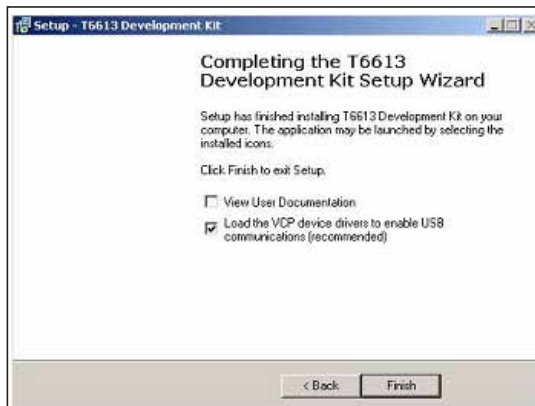 Setup - T6613 Development Kit
Completing the T6613
Development Kit Setup Wizard
Setup has finished installing T6613 Development Kit on your
computer. The application may be launched by selecting the
installed icons.
Click Finish to exit Setup.
View User Documentation
Load the VCP device drivers to enable USB
communications (recommended)
< Back
Finish